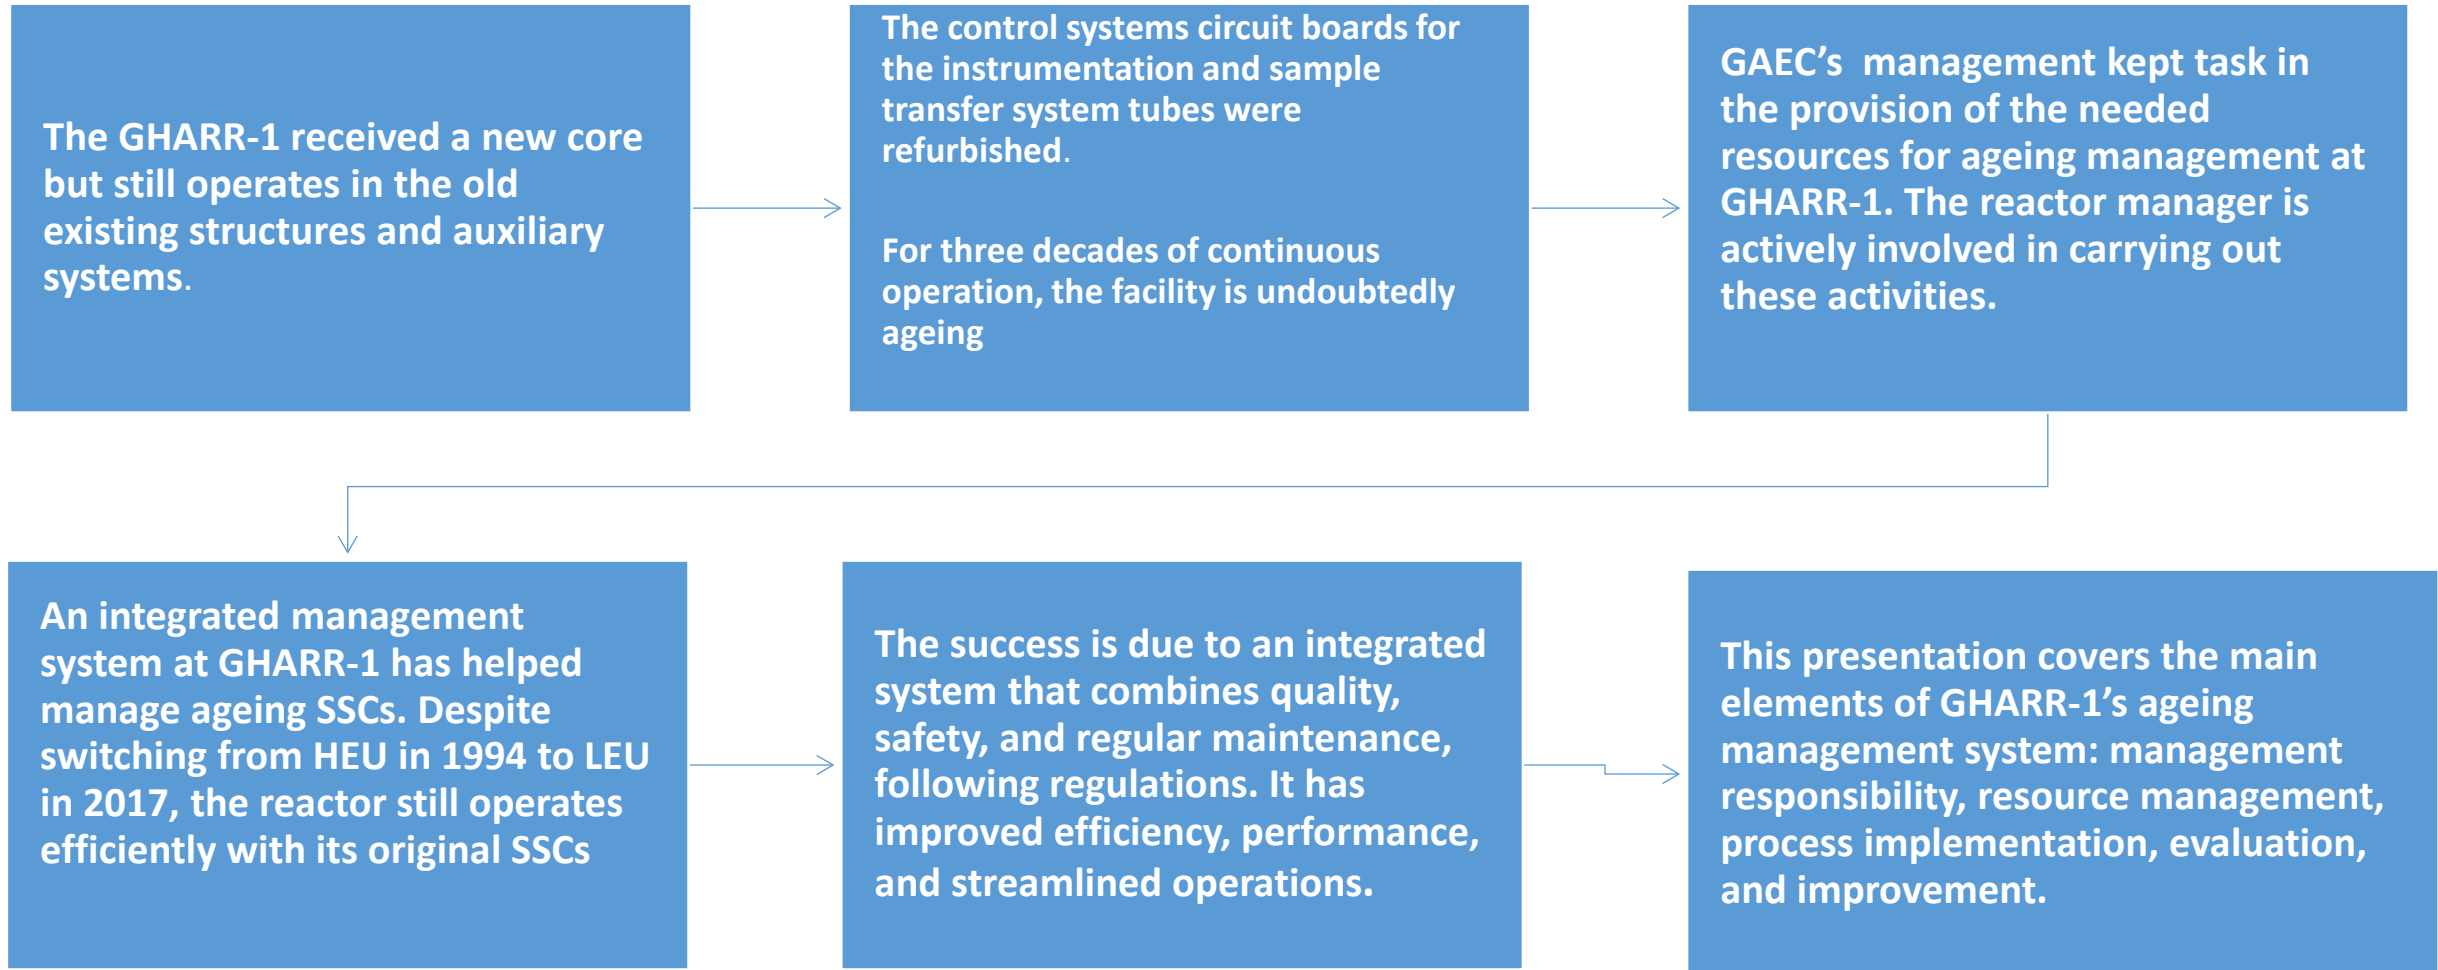 The GHARR-1 received a new core
but still operates in the old
existing structures and auxiliary
systems.
The control systems circuit boards for
the instrumentation and sample
transfer system tubes were
refurbished.
For three decades of continuous
operation, the facility is undoubtedly
ageing
GAEC’s  management kept task in
the provision of the needed
resources for ageing management at
GHARR-1. The reactor manager is
actively involved in carrying out
these activities.
An integrated management
system at GHARR-1 has helped
manage ageing SSCs. Despite
switching from HEU in 1994 to LEU
in 2017, the reactor still operates
efficiently with its original SSCs
The success is due to an integrated
system that combines quality,
safety, and regular maintenance,
following regulations. It has
improved efficiency, performance,
and streamlined operations.
This presentation covers the main
elements of GHARR-1’s ageing
management system: management
responsibility, resource management,
process implementation, evaluation,
and improvement.